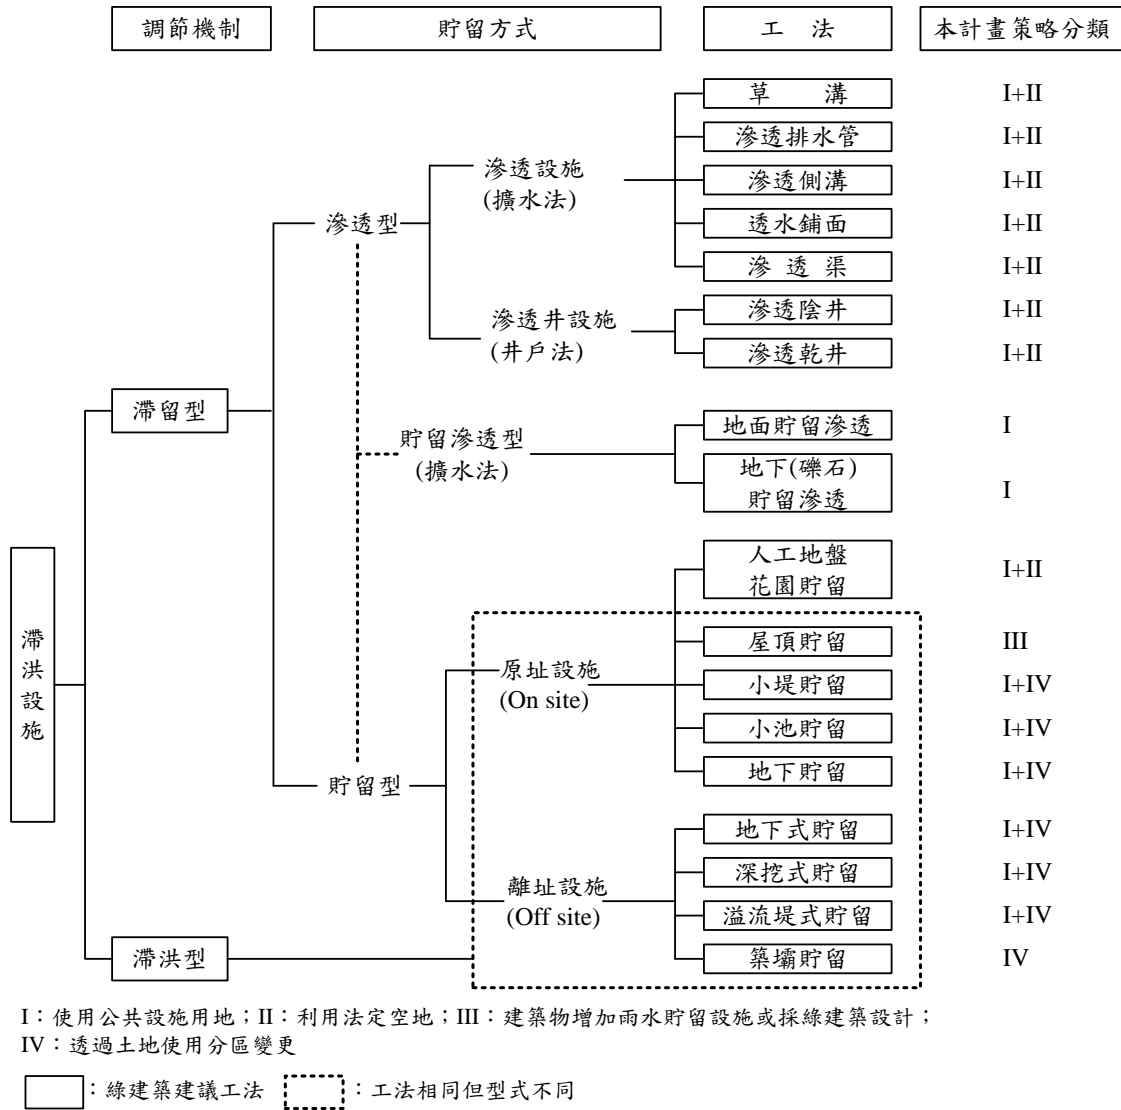 調節機制 貯留方式 工 法 本計畫策略分類
草 溝 I+II
滲透排水管 I+II
滲透設施
(擴水法)
滲透側溝 I+II
滲透型
透水鋪面 I+II
滲 透 渠 I+II
滲透井設施
(井戶法)
滲透陰井 I+II
滲透乾井 I+II
滯留型
貯留滲透型
(擴水法)
地面貯留滲透 I
地下(礫石)
貯留滲透 I
人工地盤
花園貯留 I+II
滯洪設施
原址設施
(On site)
屋頂貯留 III
小堤貯留 I+IV
小池貯留 I+IV
地下貯留 I+IV
貯留型
離址設施
(Off site)
地下式貯留 I+IV
深挖式貯留 I+IV
溢流堤式貯留 I+IV
築壩貯留 IV
滯洪型
I：使用公共設施用地；II：利用法定空地；III：建築物增加雨水貯留設施或採綠建築設計；
IV：透過土地使用分區變更
：綠建築建議工法 ：工法相同但型式不同